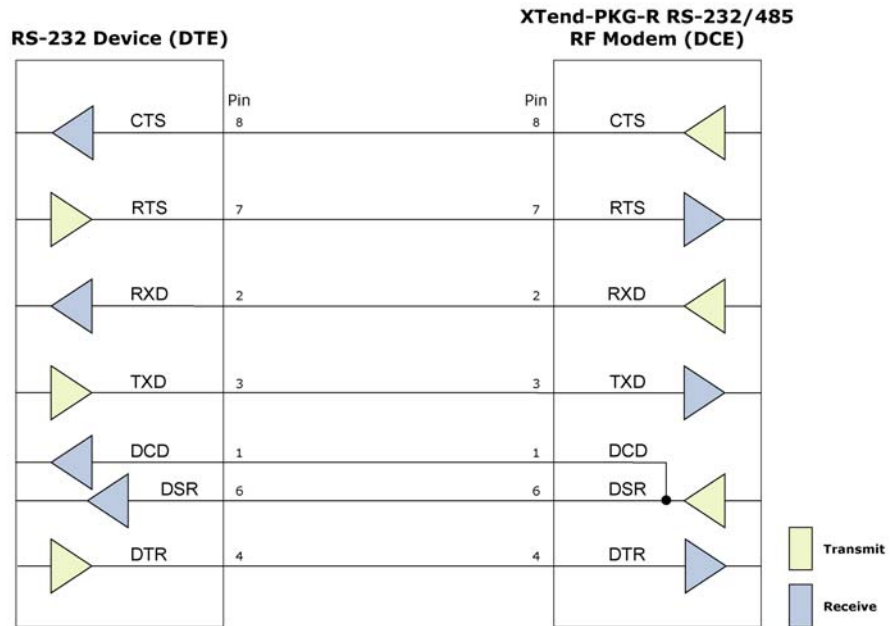 XTend-PKG-R RS-232/485
RS-232 Device (DTE) RF Modem (DCE)
Pin Pin
CTS 8 8 CTS
RTS 7 7 RTS
RXD 2 2 RXD
TXD 3 3 TXD
DCD 1 1 DCD
DSR 6 6 DSR
DTR 4 4 DTR
Transmit
Receive